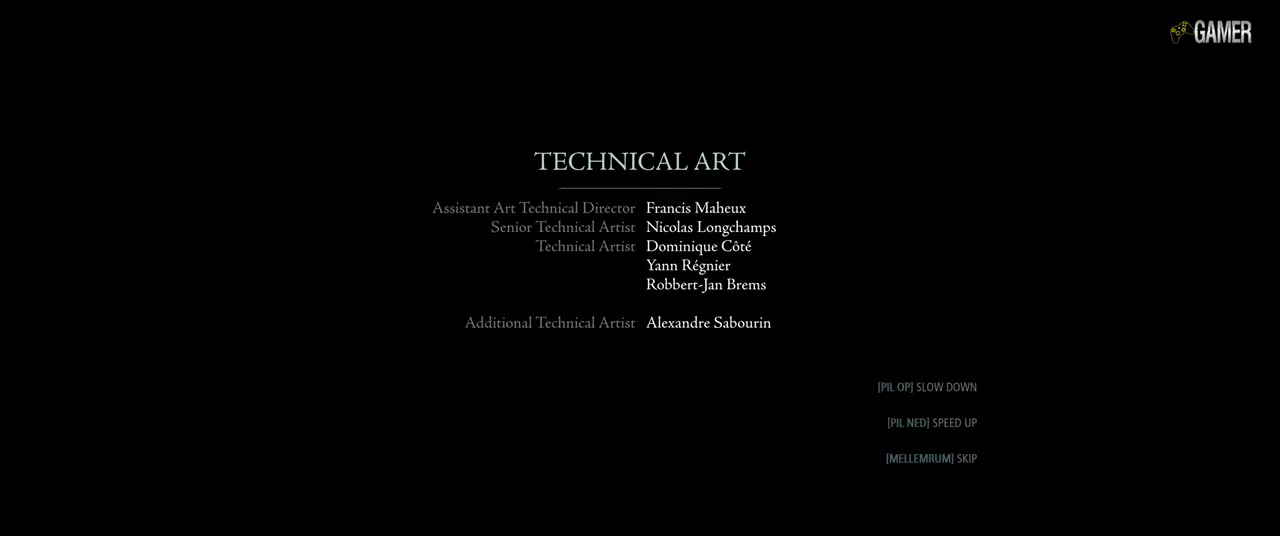 GAMER
TECHNICAL ART
Assistant Art Technical Director Francis Maheux
Senior Technical Artist Nicolas Longchamps
Technical Artist Dominique Côté
Yann Régnier
Robbert-Jan Brems
Additional Technical Artist Alexandre Sabourin
[PIL OP] SLOW DOWN
[PIL NED] SPEED UP
[MELLEMRUM] SKIP